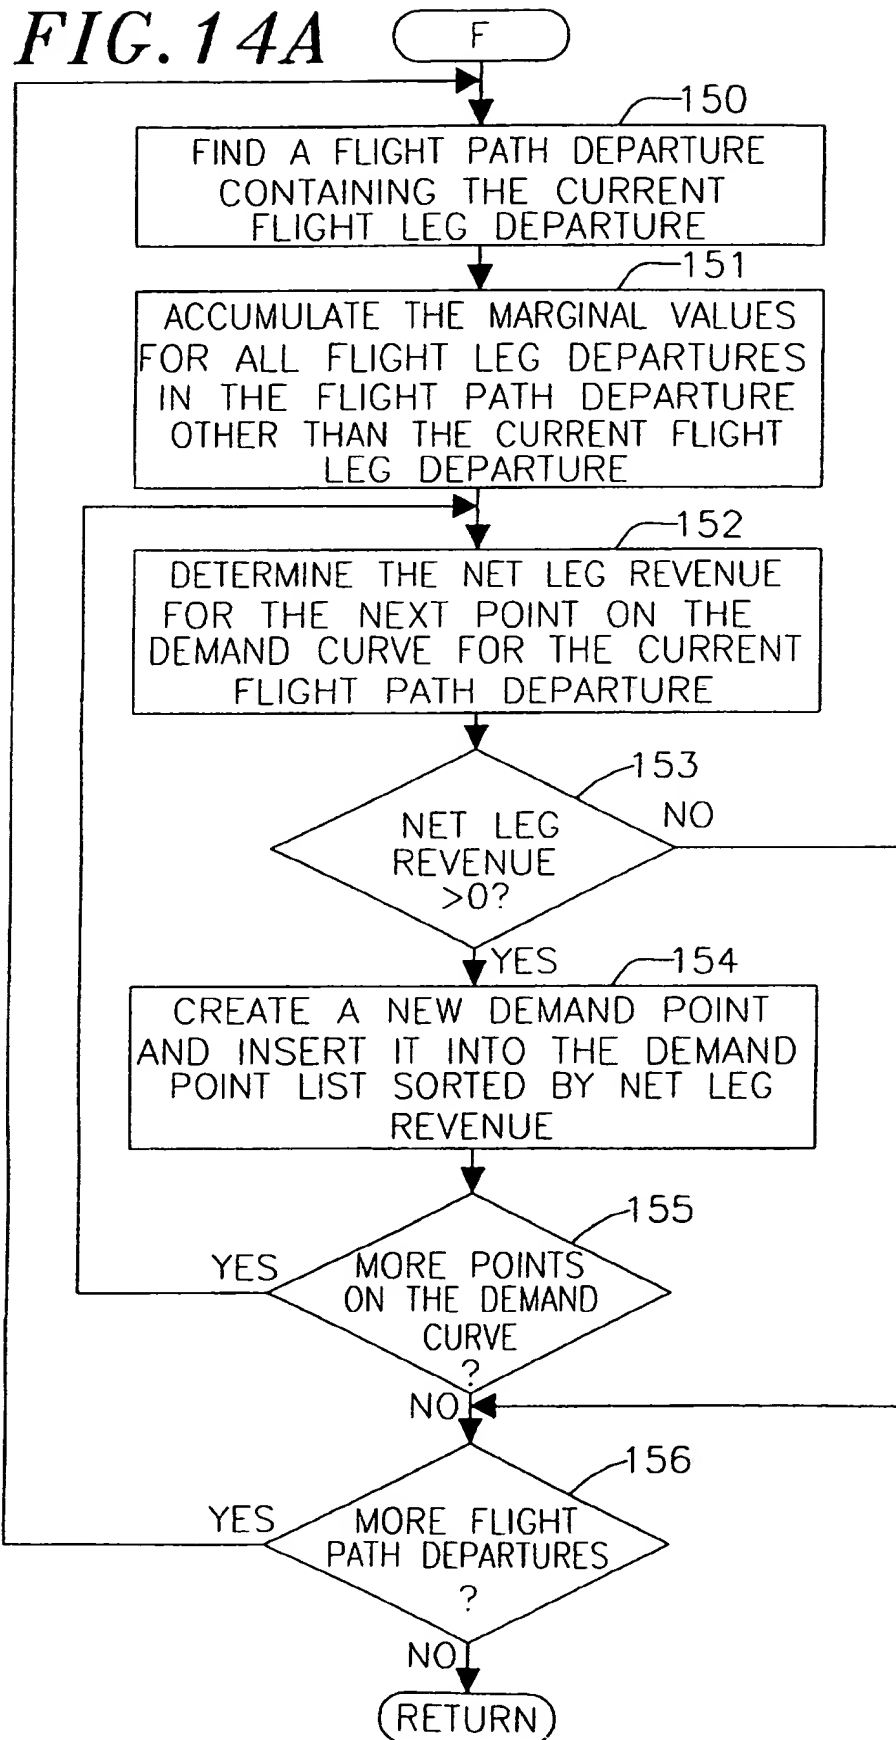 FIG. 14A
F
150
FIND A FLIGHT PATH DEPARTURE
CONTAINING THE CURRENT
FLIGHT LEG DEPARTURE
151
ACCUMULATE THE MARGINAL VALUES
FOR ALL FLIGHT LEG DEPARTURES
IN THE FLIGHT PATH DEPARTURE
OTHER THAN THE CURRENT FLIGHT
LEG DEPARTURE
152
DETERMINE THE NET LEG REVENUE
FOR THE NEXT POINT ON THE
DEMAND CURVE FOR THE CURRENT
FLIGHT PATH DEPARTURE
153
NO
NET LEG
REVENUE
>0?
YES
154
CREATE A NEW DEMAND POINT
AND INSERT IT INTO THE DEMAND
POINT LIST SORTED BY NET LEG
REVENUE
155
YES
MORE POINTS
ON THE DEMAND
CURVE
?
NO
156
YES
MORE FLIGHT
PATH DEPARTURES
?
NO
RETURN